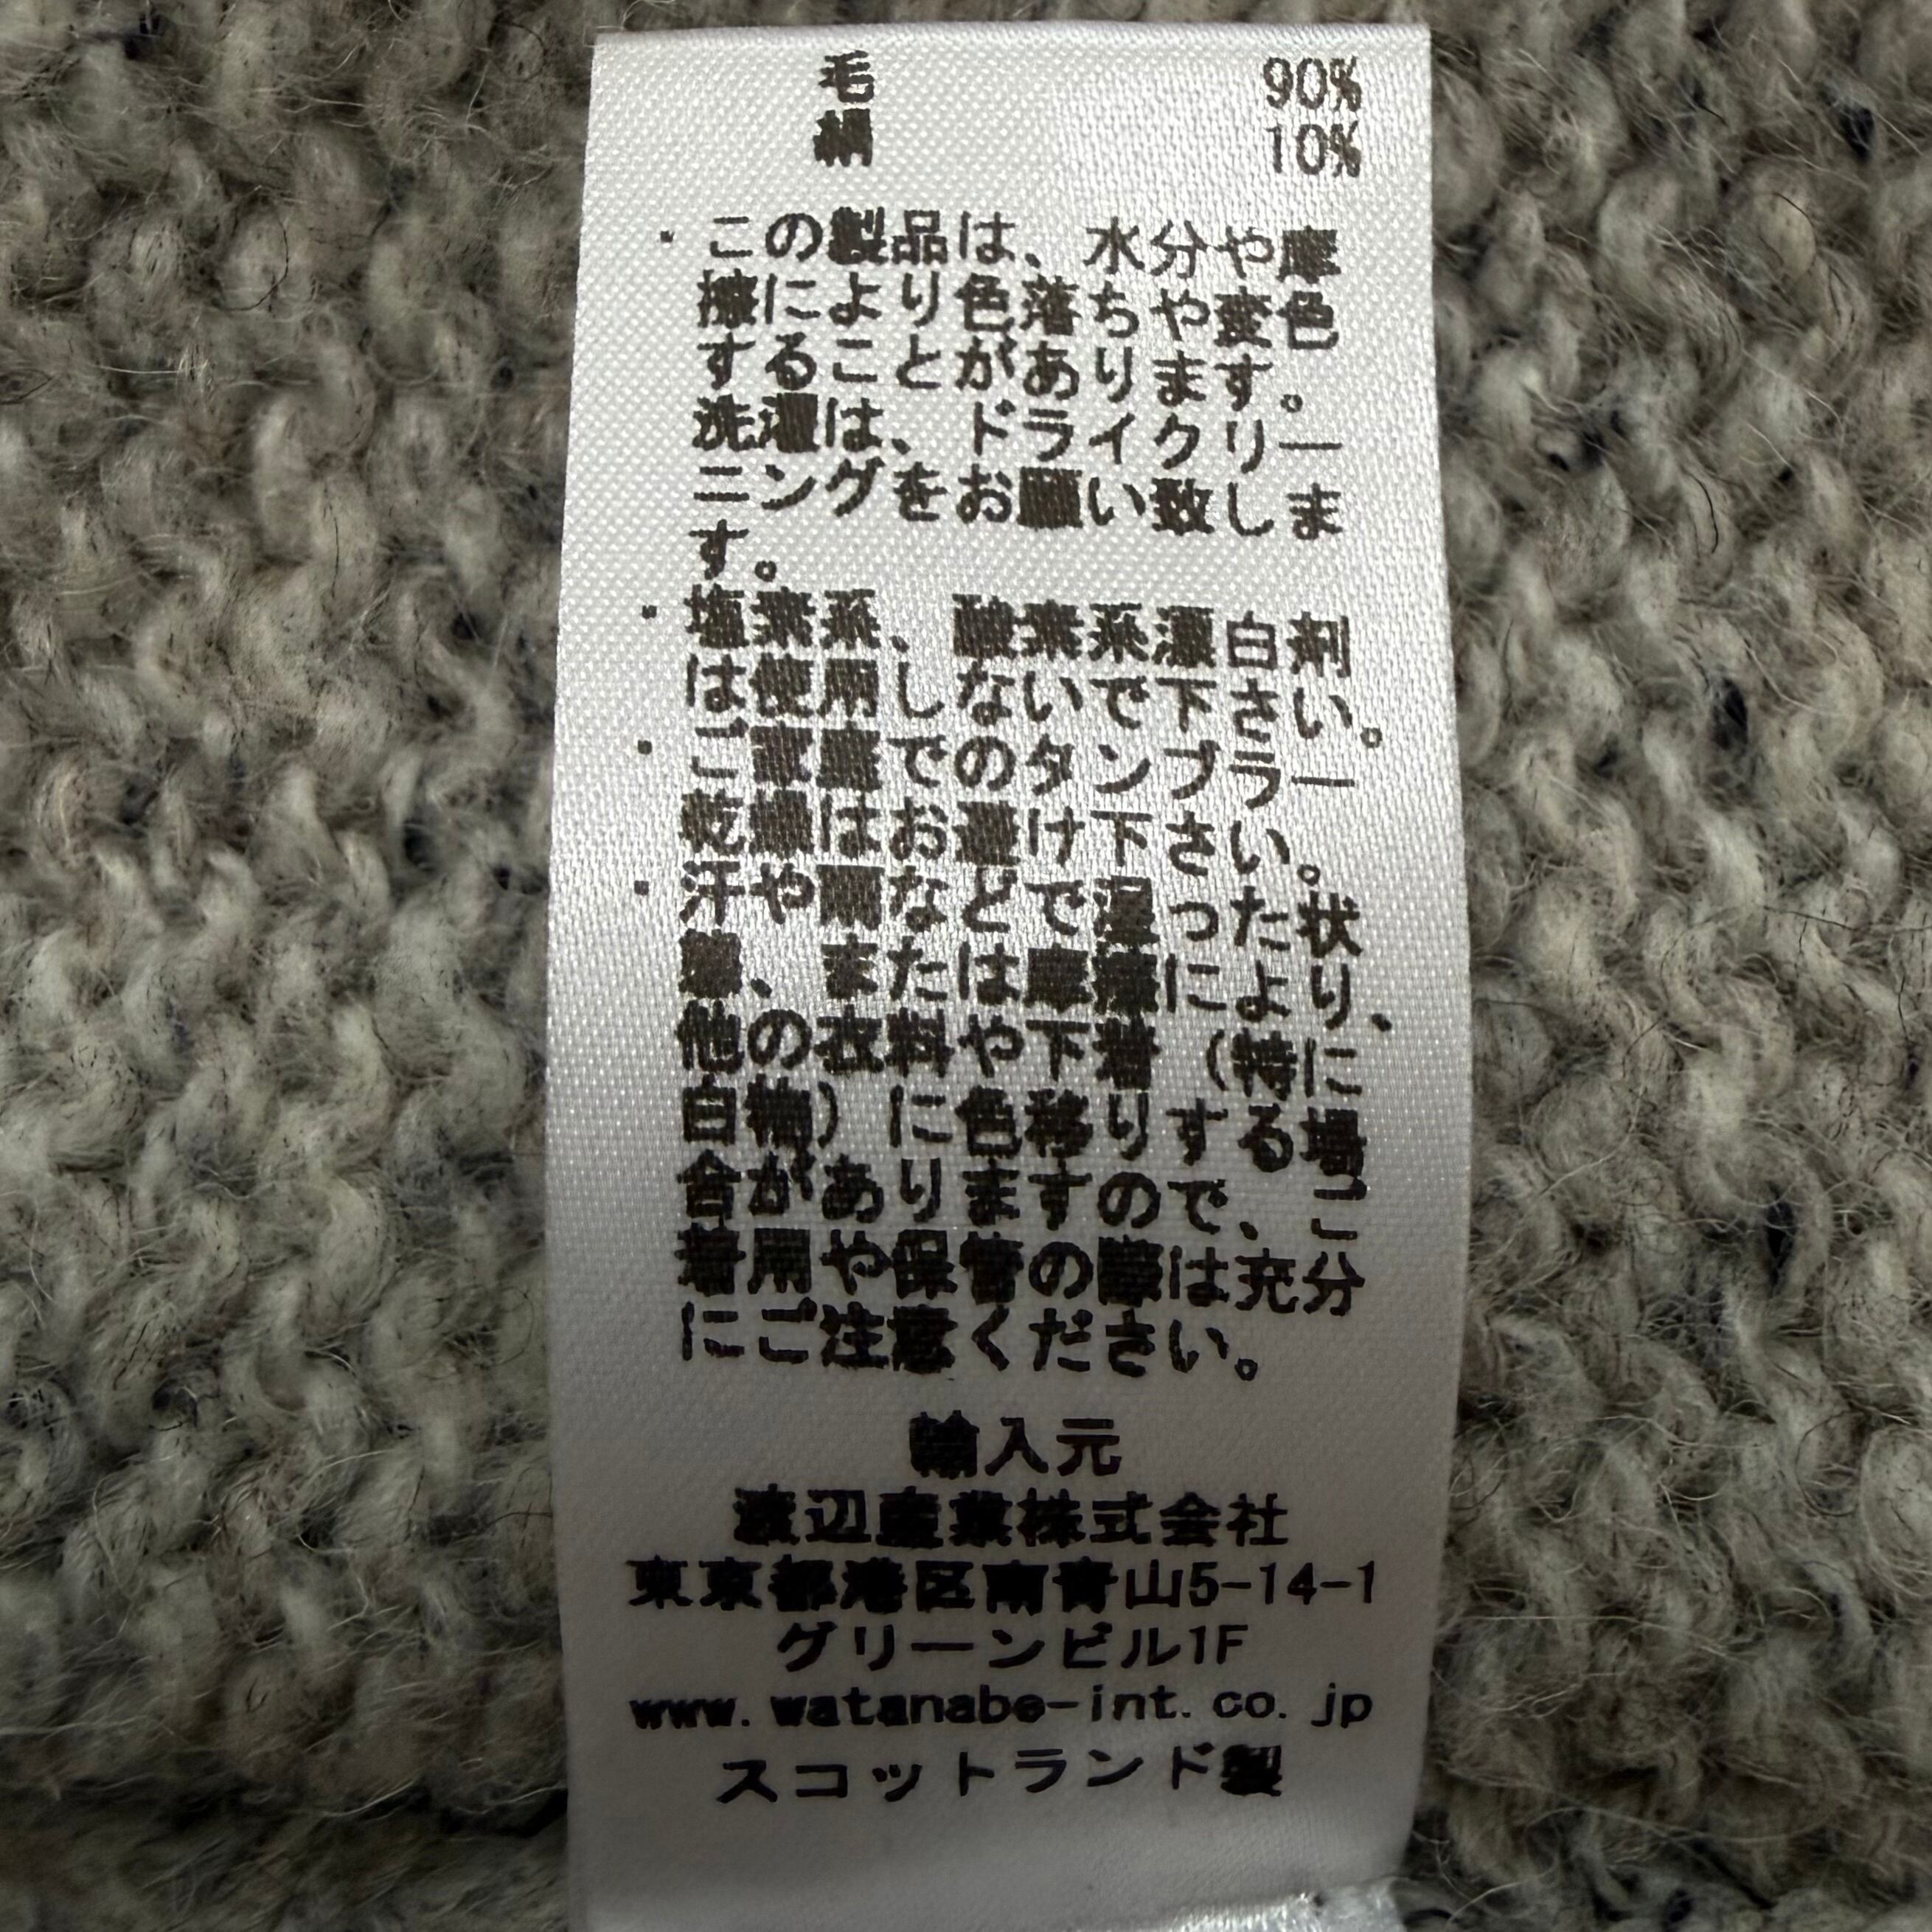 毛 90%
絹 10%
・この製品は、水分や摩
擦により色落ちや変色
することがあります。
洗濯は、ドライクリー
ニングをお願い致しま
す。
・塩素系、酸素系漂白剤
は使用しないで下さい。
・ご家庭でのタンブラー
乾燥はお避け下さい。
・汗や雨などで湿った状
態、または摩擦により、
他の衣料や下着（特に
白物）に色移りする場
合がありますので、ご
着用や保管の際は充分
にご注意ください。
輸入元
渡辺産業株式会社
東京都港区南青山5-14-1
グリーンビル1F
www.watanabe-int.co.jp
スコットランド製